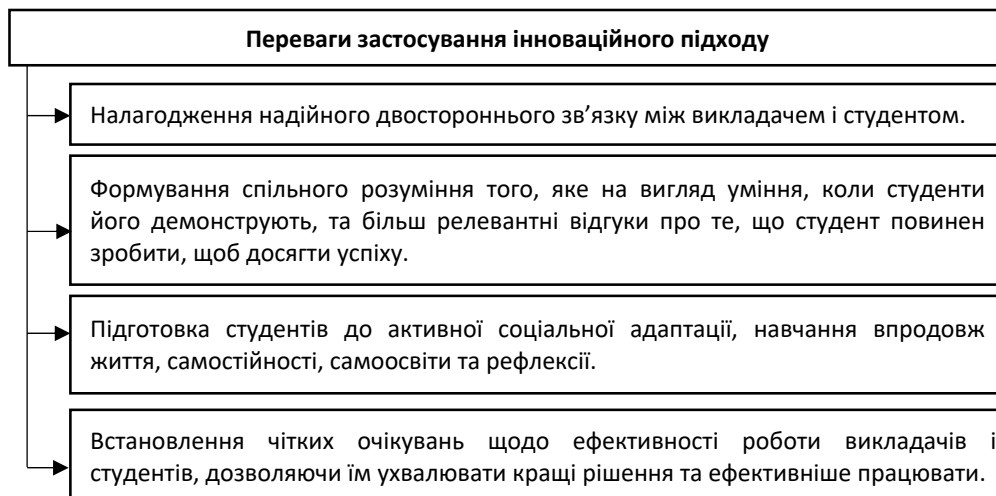 Переваги застосування інноваційного підходу
Налагодження надійного двостороннього зв’язку між викладачем і студентом.
Формування спільного розуміння того, яке на вигляд уміння, коли студенти
його демонструють, та більш релевантні відгуки про те, що студент повинен
зробити, щоб досягти успіху.
Підготовка студентів до активної соціальної адаптації, навчання впродовж
життя, самостійності, самоосвіти та рефлексії.
Встановлення чітких очікувань щодо ефективності роботи викладачів і
студентів, дозволяючи їм ухвалювати кращі рішення та ефективніше працювати.